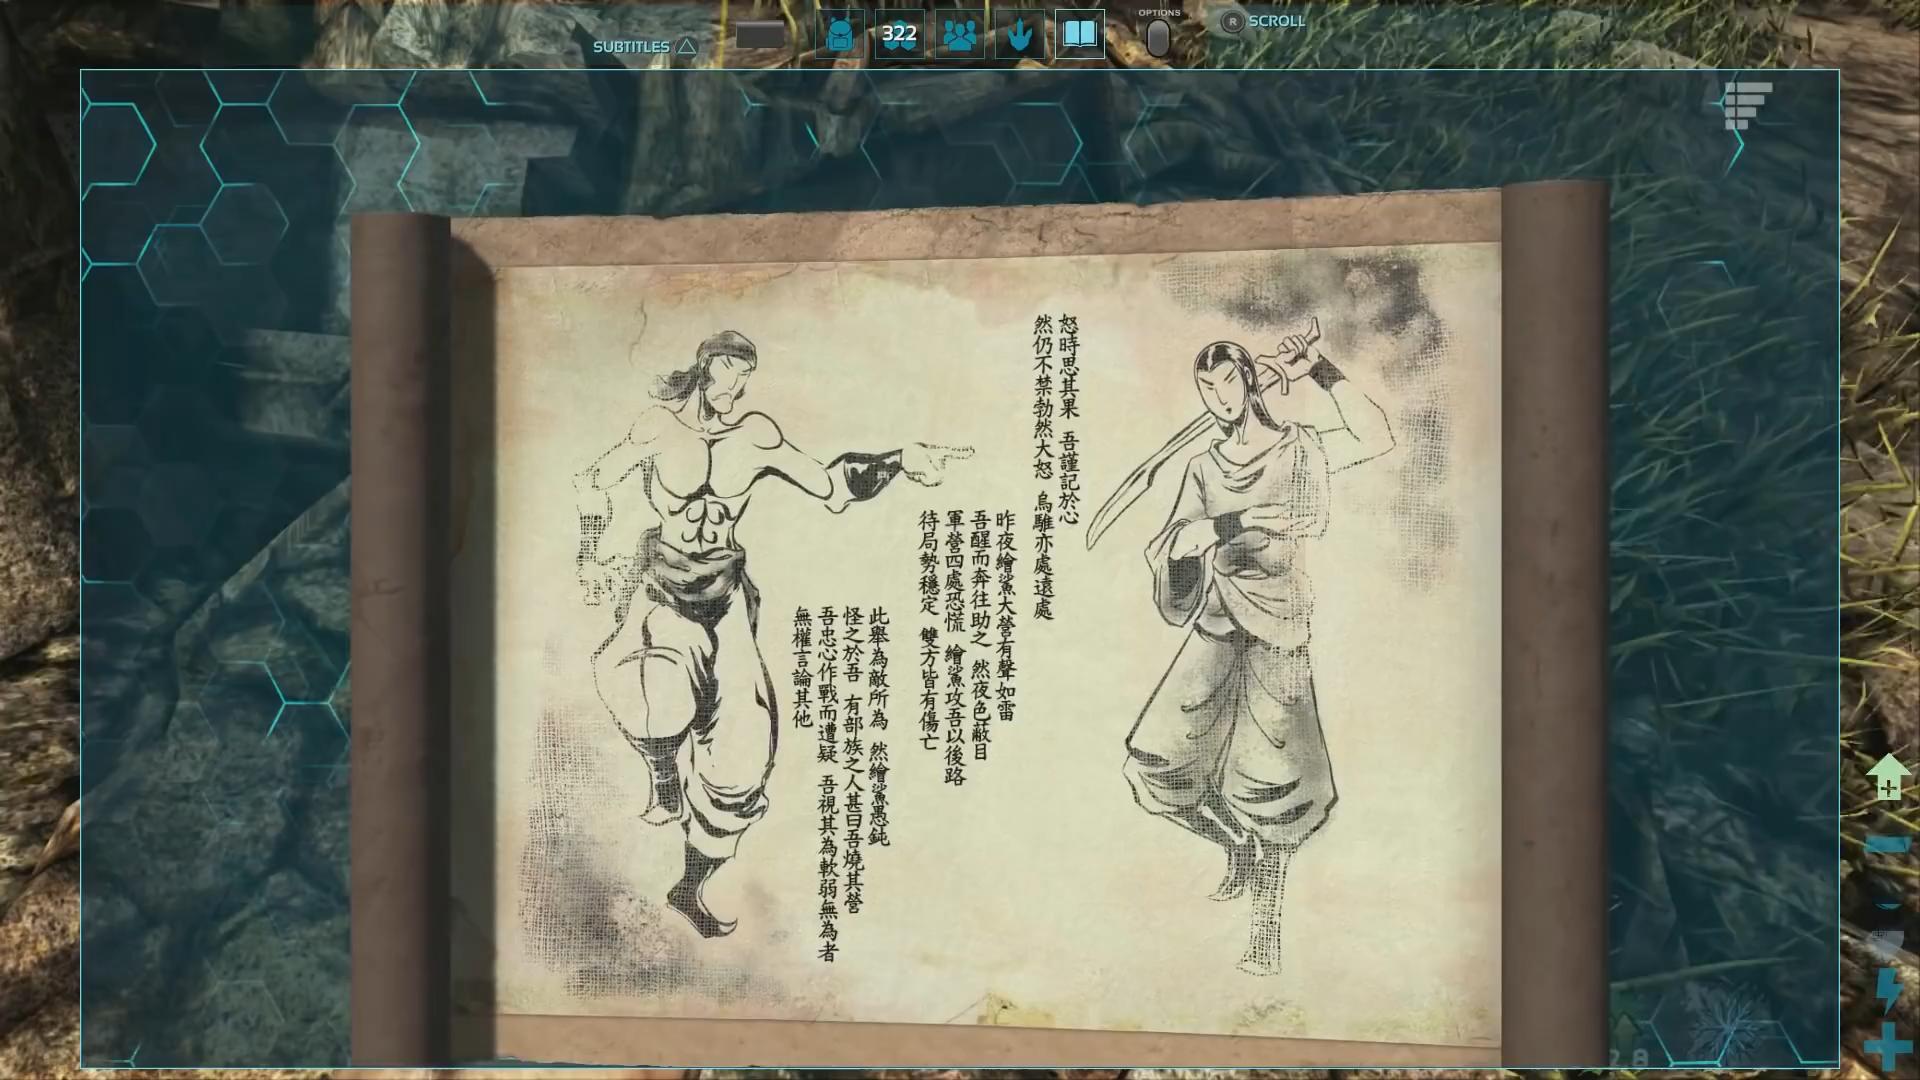 SUBTITLES
322
OPTIONS
R SCROLL
怒時思其果 吾謹記於心
然仍不禁勃然大怒 烏騅亦處遠處
昨夜繪鯊大營有聲如雷
吾醒而奔往助之 然夜色蔽目
軍營四處恐慌 繪鯊攻吾以後路
待局勢穩定 雙方皆有傷亡
此舉為敵所為 然繪鯊愚鈍
怪之於吾 有部族之人甚曰吾燒其營
吾忠心作戰而遭疑 吾視其為軟弱無為者
無權言論其他